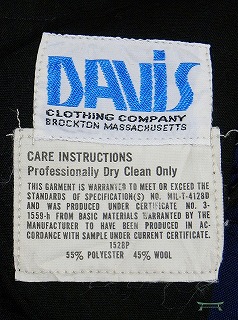 DAVIS
CLOTHING COMPANY
BROCKTON MASSACHUSETTS
CARE INSTRUCTIONS
Professionally Dry Clean Only
THIS GARMENT IS WARRANTED TO MEET OR EXCEED THE
STANDARDS OF SPECIFICATION(S) NO. MIL-T-4128D
AND WAS PRODUCED UNDER CERTIFICATE NO. 3-
1559-h FROM BASIC MATERIALS WARRANTED BY THE
MANUFACTURER TO HAVE BEEN PRODUCED IN AC-
CORDANCE WITH SAMPLE UNDER CURRENT CERTIFICATE.
1528P
55% POLYESTER 45% WOOL